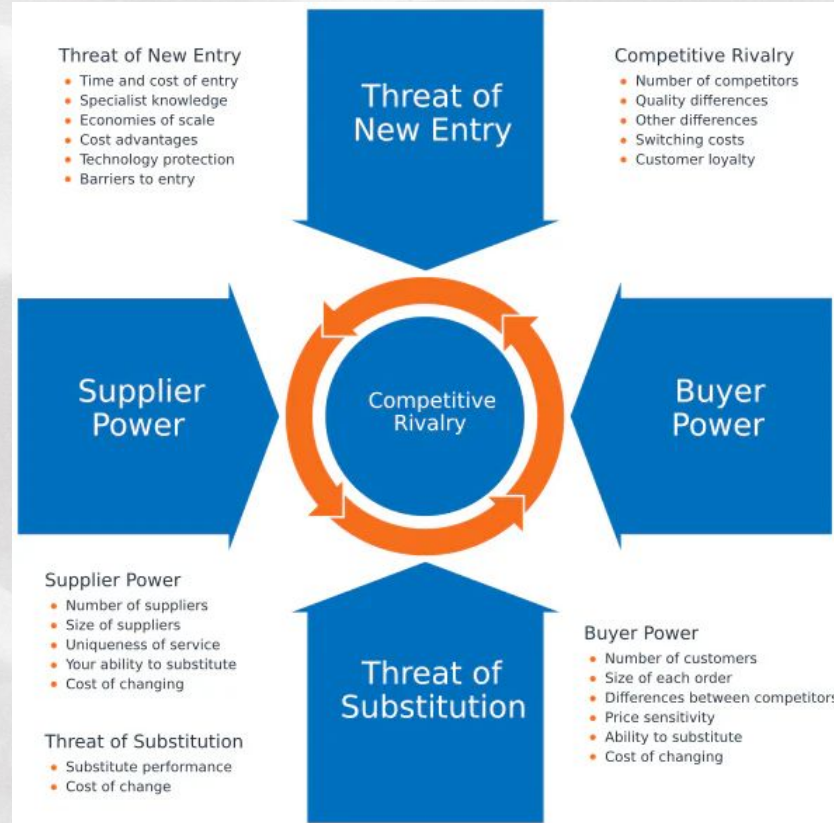 Threat of New Entry
Time and cost of entry
Specialist knowledge
Economies of scale
Cost advantages
Technology protection
Barriers to entry
Threat of
New Entry
Competitive Rivalry
Number of competitors
Quality differences
Other differences
Switching costs
Customer loyalty
Supplier
Power
Competitive
Rivalry
Buyer
Power
Supplier Power
Number of suppliers
Size of suppliers
Uniqueness of service
Your ability to substitute
Cost of changing
Threat of Substitution
Substitute performance
Cost of change
Threat of
Substitution
Buyer Power
Number of customers
Size of each order
Differences between competitors
Price sensitivity
Ability to substitute
Cost of changing